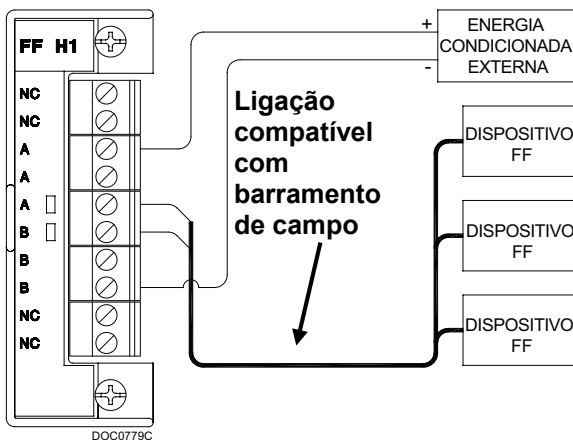 FF H1
NC
NC
A
A
A
B
B
B
NC
NC
DOC0779C
Ligação
compatível
com
barramento
de campo
+
-
ENERGIA
CONDICIONADA
EXTERNA
DISPOSITIVO
FF
DISPOSITIVO
FF
DISPOSITIVO
FF